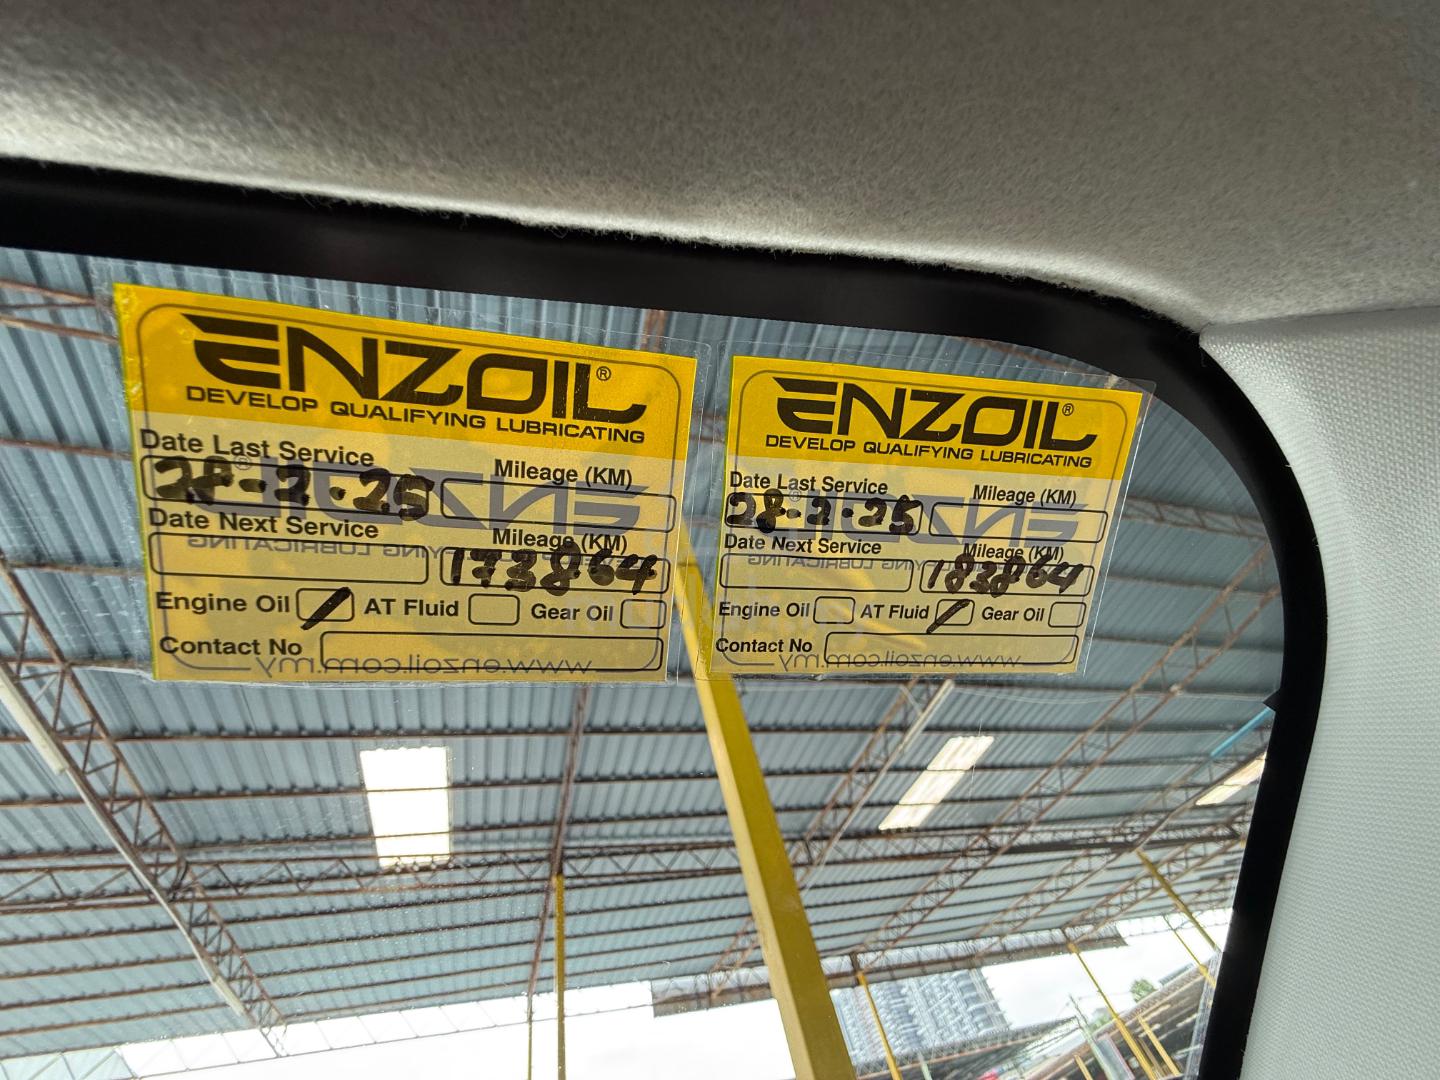 ENZOIL®
DEVELOP QUALIFYING LUBRICATING
Date Last Service Mileage (KM)
28-2-25
Date Next Service Mileage (KM)
173864
Engine Oil / AT Fluid Gear Oil
Contact No
www.enzoil.com.my
ENZOIL®
DEVELOP QUALIFYING LUBRICATING
Date Last Service Mileage (KM)
28-2-25
Date Next Service Mileage (KM)
183864
Engine Oil AT Fluid / Gear Oil
Contact No
www.enzoil.com.my